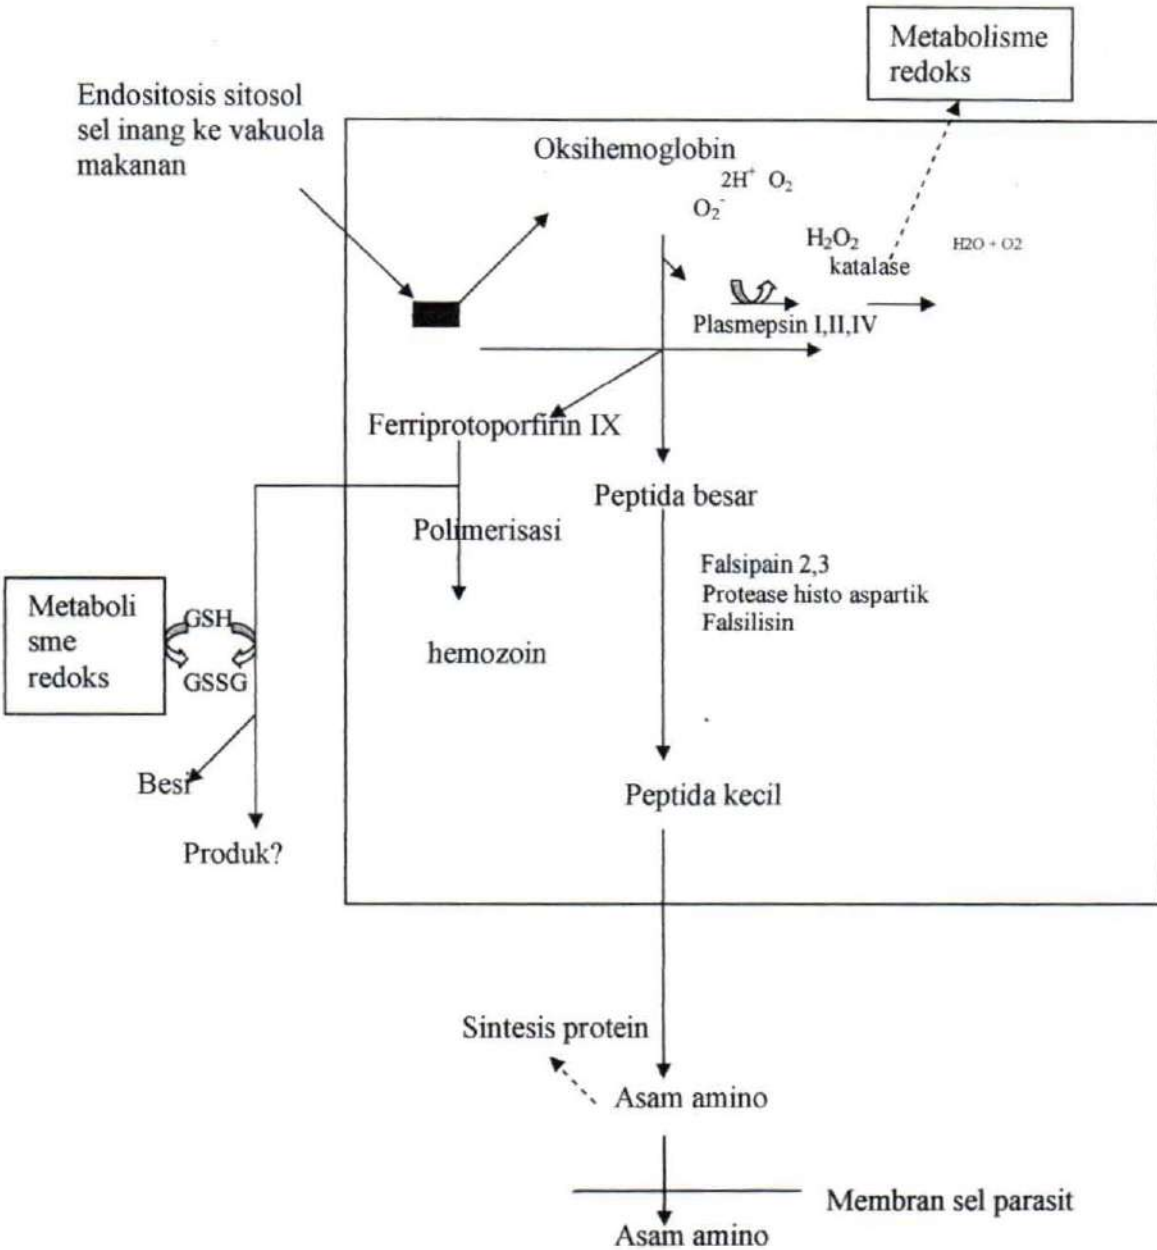 Metabolisme
redoks
Endositosis sitosol
sel inang ke vakuola
makanan
Oksihemoglobin
2H⁺ O₂
O₂⁻
H₂O₂
H2O + O2
katalase
Plasmepsin I,II,IV
Ferriprotoporfirin IX
Peptida besar
Polimerisasi
Falsipain 2,3
Protease histo aspartik
Falsilisin
Metaboli
sme
redoks
GSH
GSSG
hemozoin
Besi
Peptida kecil
Produk?
Sintesis protein
Asam amino
Membran sel parasit
Asam amino